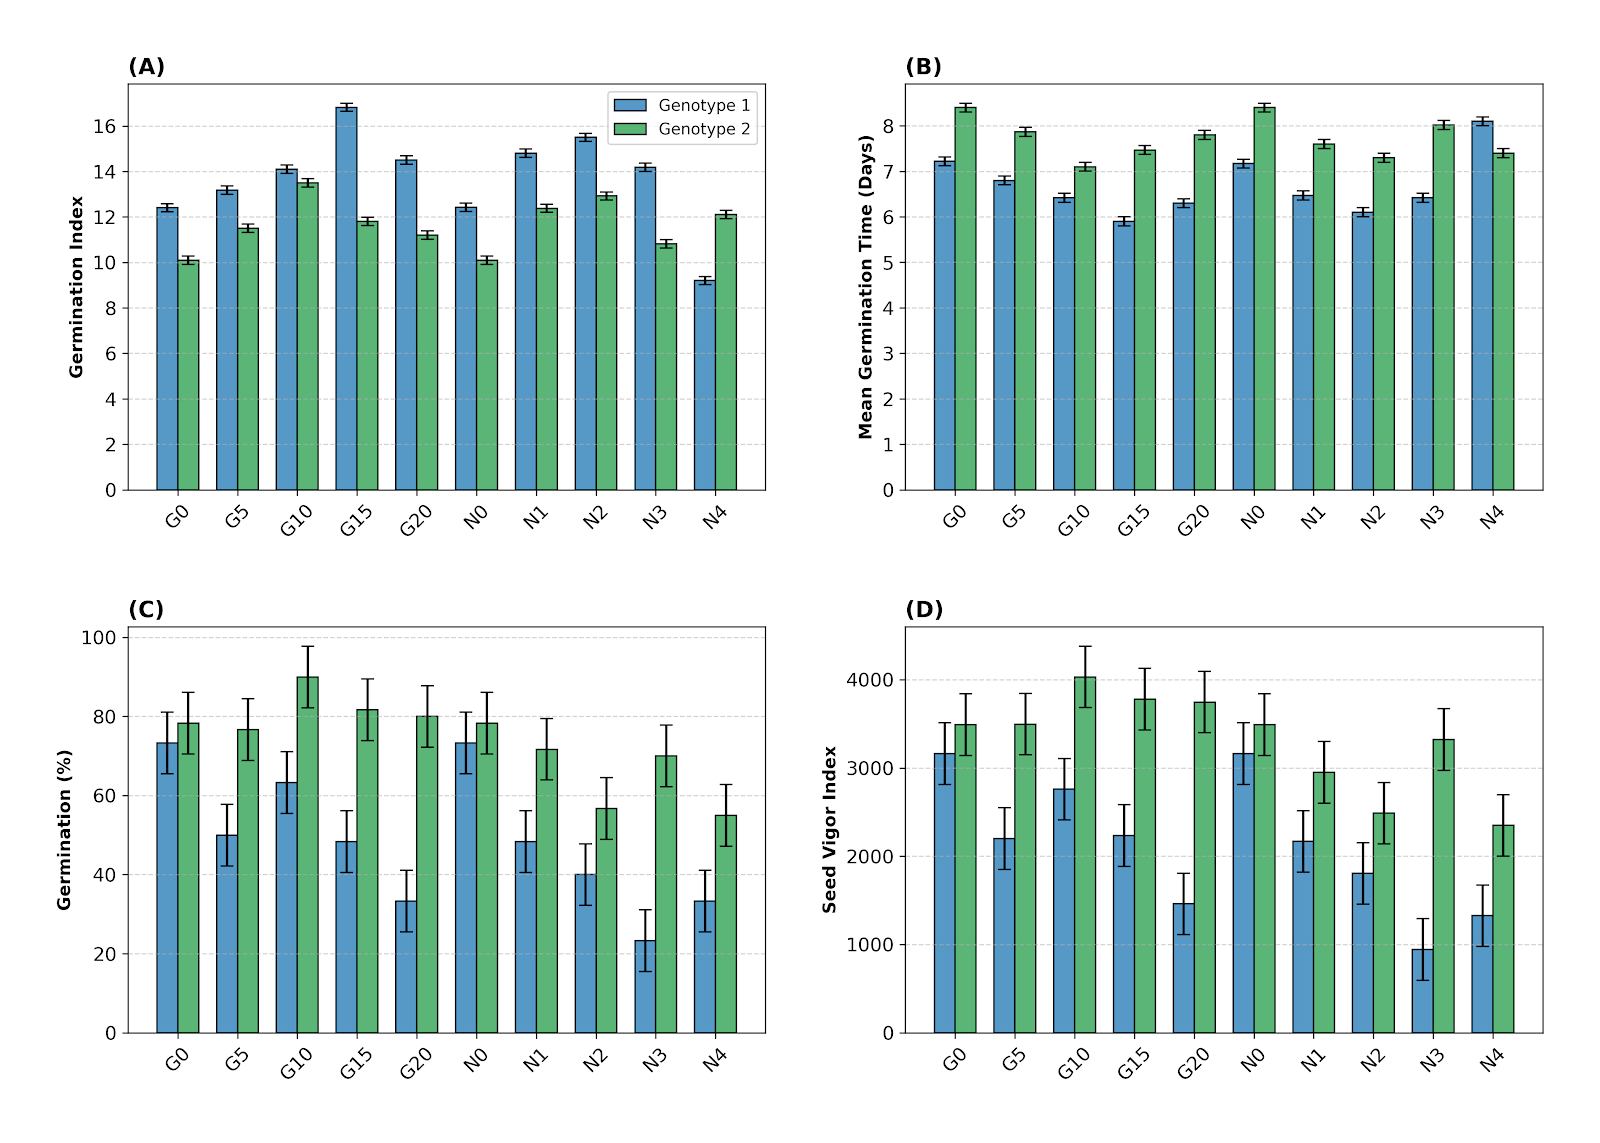 (A)
Germination Index
16
14
12
10
8
6
4
2
0
Genotype 1
Genotype 2
G0 G5 G10 G15 G20 N0 N1 N2 N3 N4
(B)
Mean Germination Time (Days)
8
7
6
5
4
3
2
1
0
G0 G5 G10 G15 G20 N0 N1 N2 N3 N4
(C)
Germination (%)
100
80
60
40
20
0
G0 G5 G10 G15 G20 N0 N1 N2 N3 N4
(D)
Seed Vigor Index
4000
3000
2000
1000
0
G0 G5 G10 G15 G20 N0 N1 N2 N3 N4